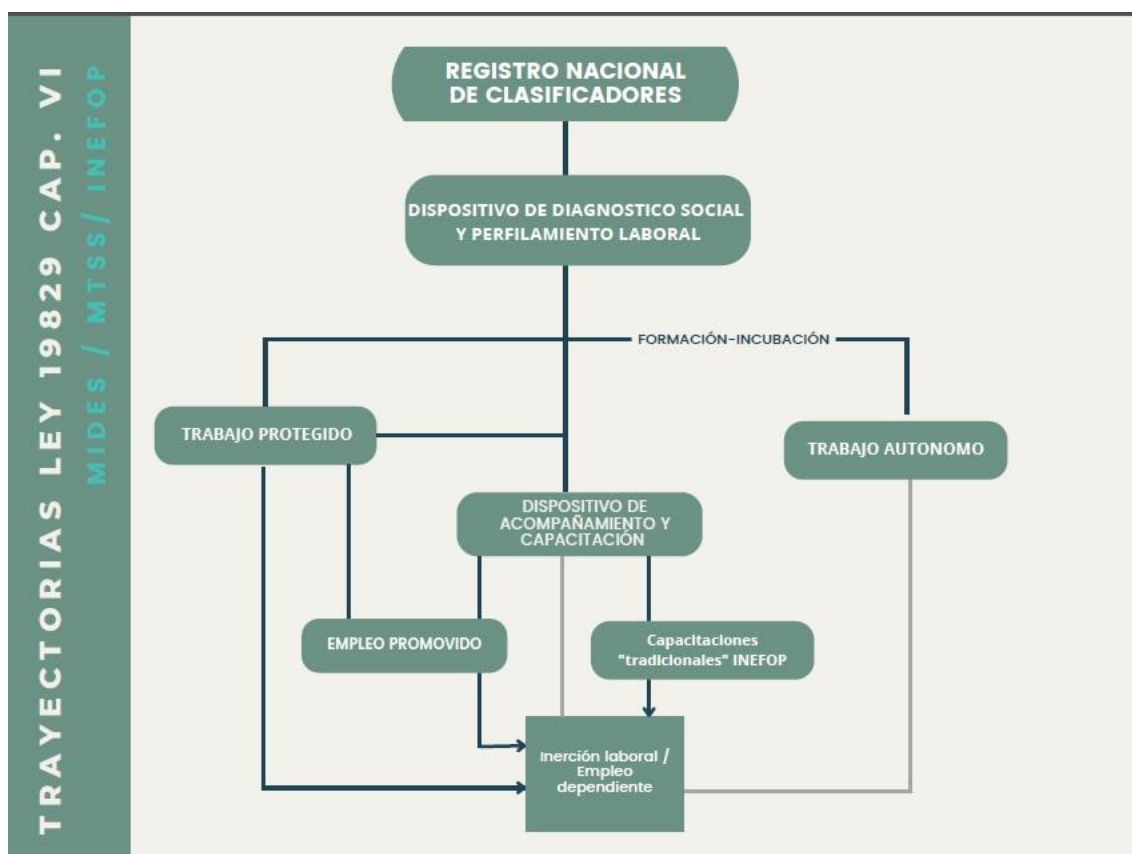 TRAYECTORIAS LEY 19829 CAP. VI
MIDES / MTSS/ INEFOP
REGISTRO NACIONAL
DE CLASIFICADORES
DISPOSITIVO DE DIAGNOSTICO SOCIAL
Y PERFILAMIENTO LABORAL
FORMACIÓN-INCUBACIÓN
TRABAJO PROTEGIDO
TRABAJO AUTONOMO
DISPOSITIVO DE
ACOMPAÑAMIENTO Y
CAPACITACIÓN
EMPLEO PROMOVIDO
Capacitaciones
"tradicionales" INEFOP
Inerción laboral /
Empleo
dependiente